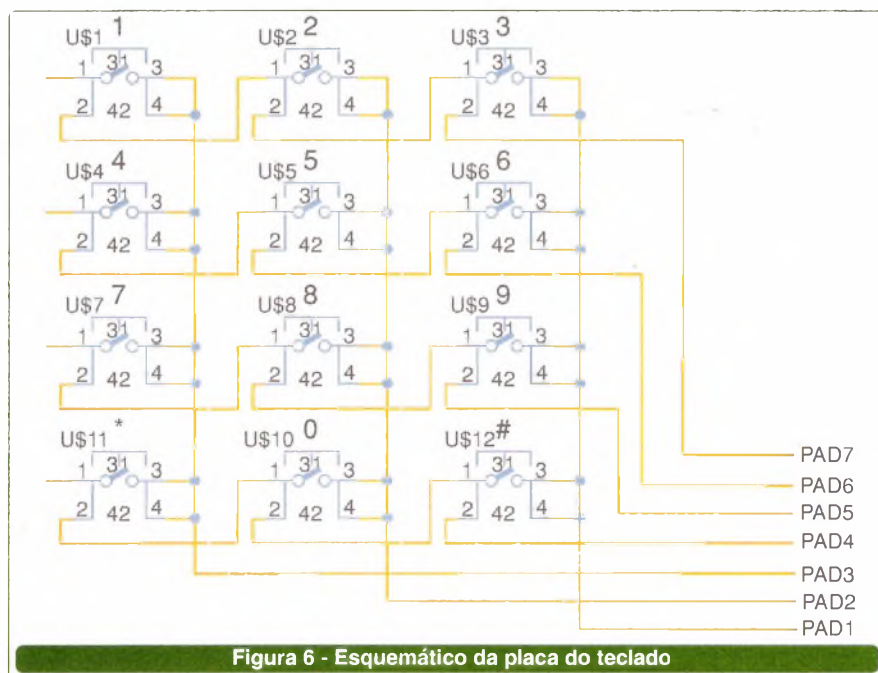 U$1 1 U$2 2 U$3 3
1 31 3 1 31 3 1 31 3
2 42 4 2 42 4 2 42 4
U$4 4 U$5 5 U$6 6
1 31 3 1 31 3 1 31 3
2 42 4 2 42 4 2 42 4
U$7 7 U$8 8 U$9 9
1 31 3 1 31 3 1 31 3
2 42 4 2 42 4 2 42 4
U$11 * U$10 0 U$12 #
1 31 3 1 31 3 1 31 3
2 42 4 2 42 4 2 42 4
PAD7
PAD6
PAD5
PAD4
PAD3
PAD2
PAD1
Figura 6 - Esquemático da placa do teclado